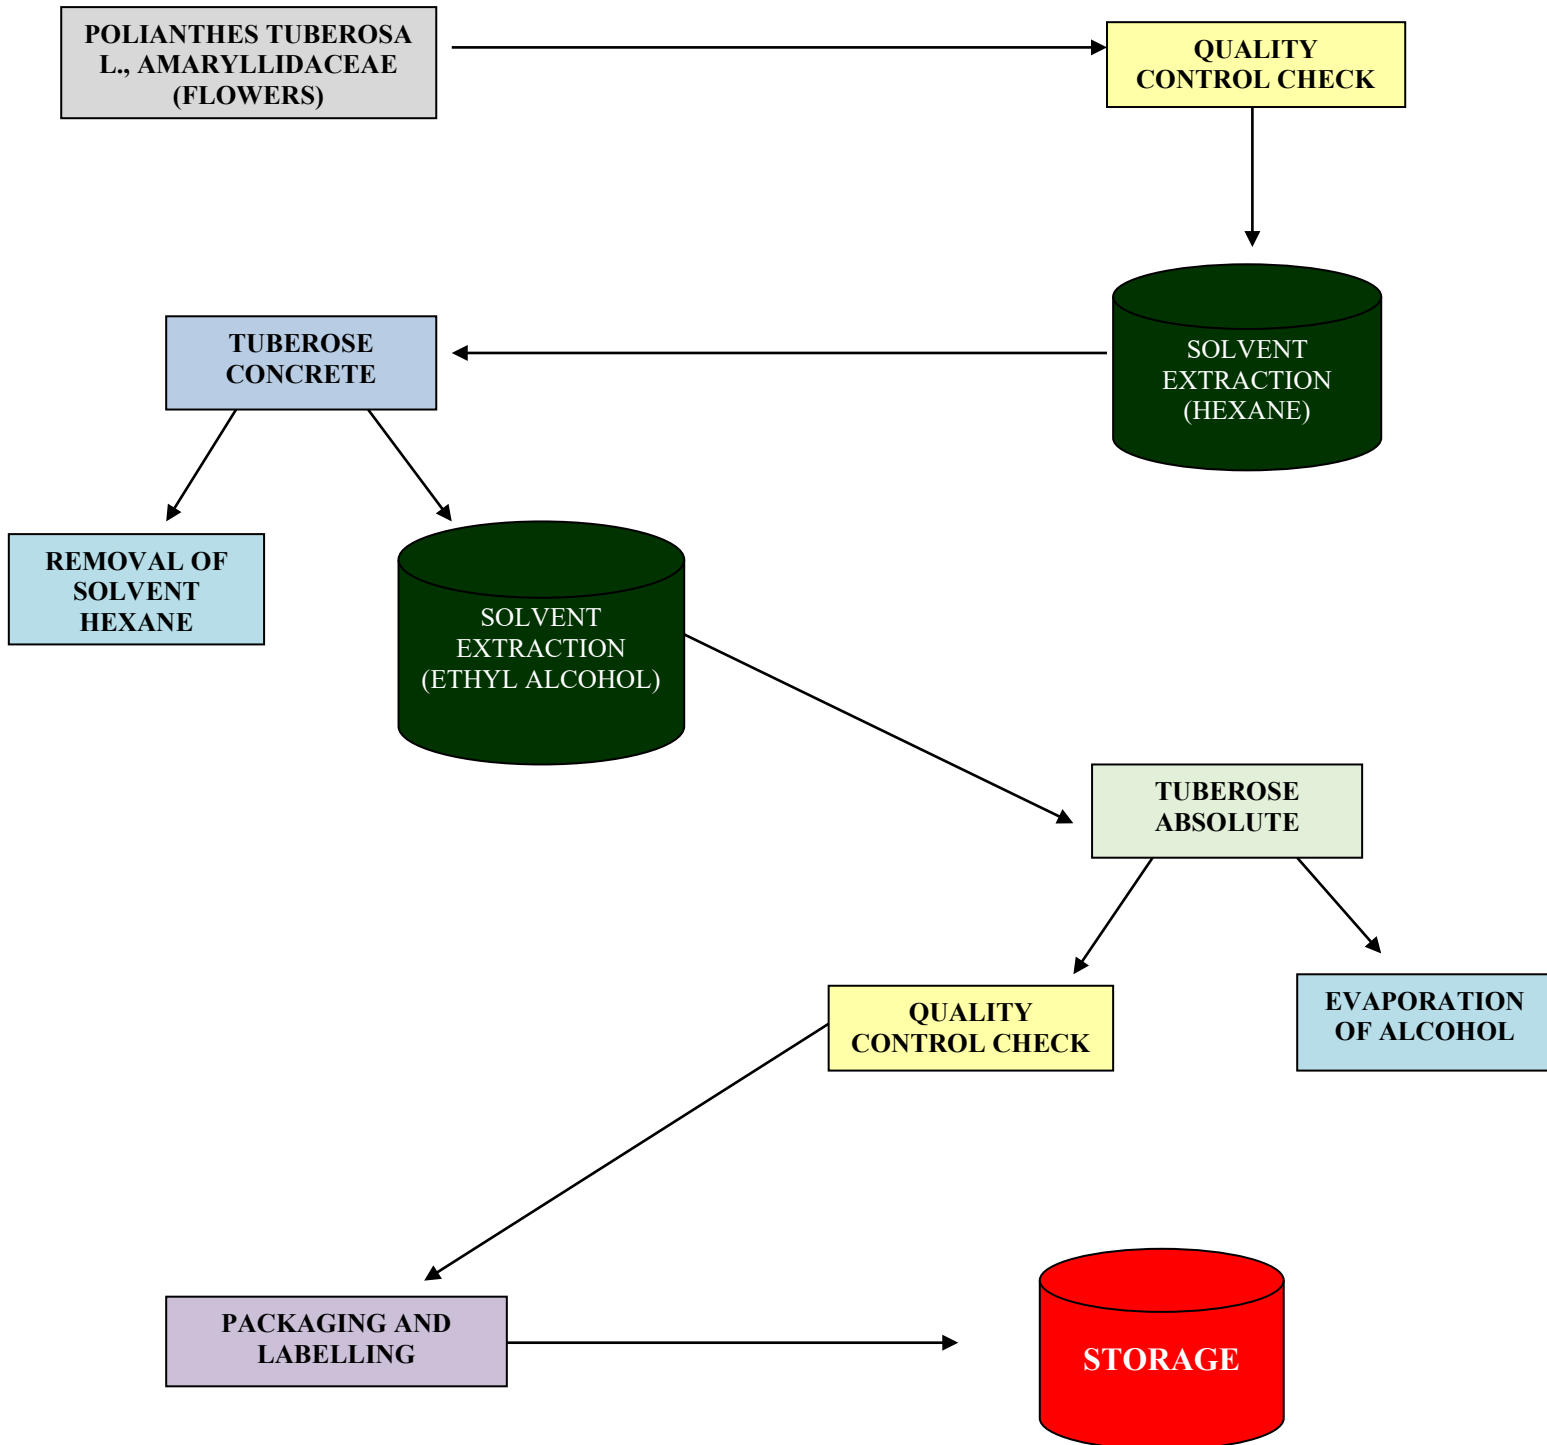 POLIANTHES TUBEROSA
L., AMARYLLIDACEAE
(FLOWERS)
QUALITY
CONTROL CHECK
TUBEROSE
CONCRETE
SOLVENT
EXTRACTION
(HEXANE)
REMOVAL OF
SOLVENT
HEXANE
SOLVENT
EXTRACTION
(ETHYL ALCOHOL)
TUBEROSE
ABSOLUTE
QUALITY
CONTROL CHECK
EVAPORATION
OF ALCOHOL
PACKAGING AND
LABELLING
STORAGE